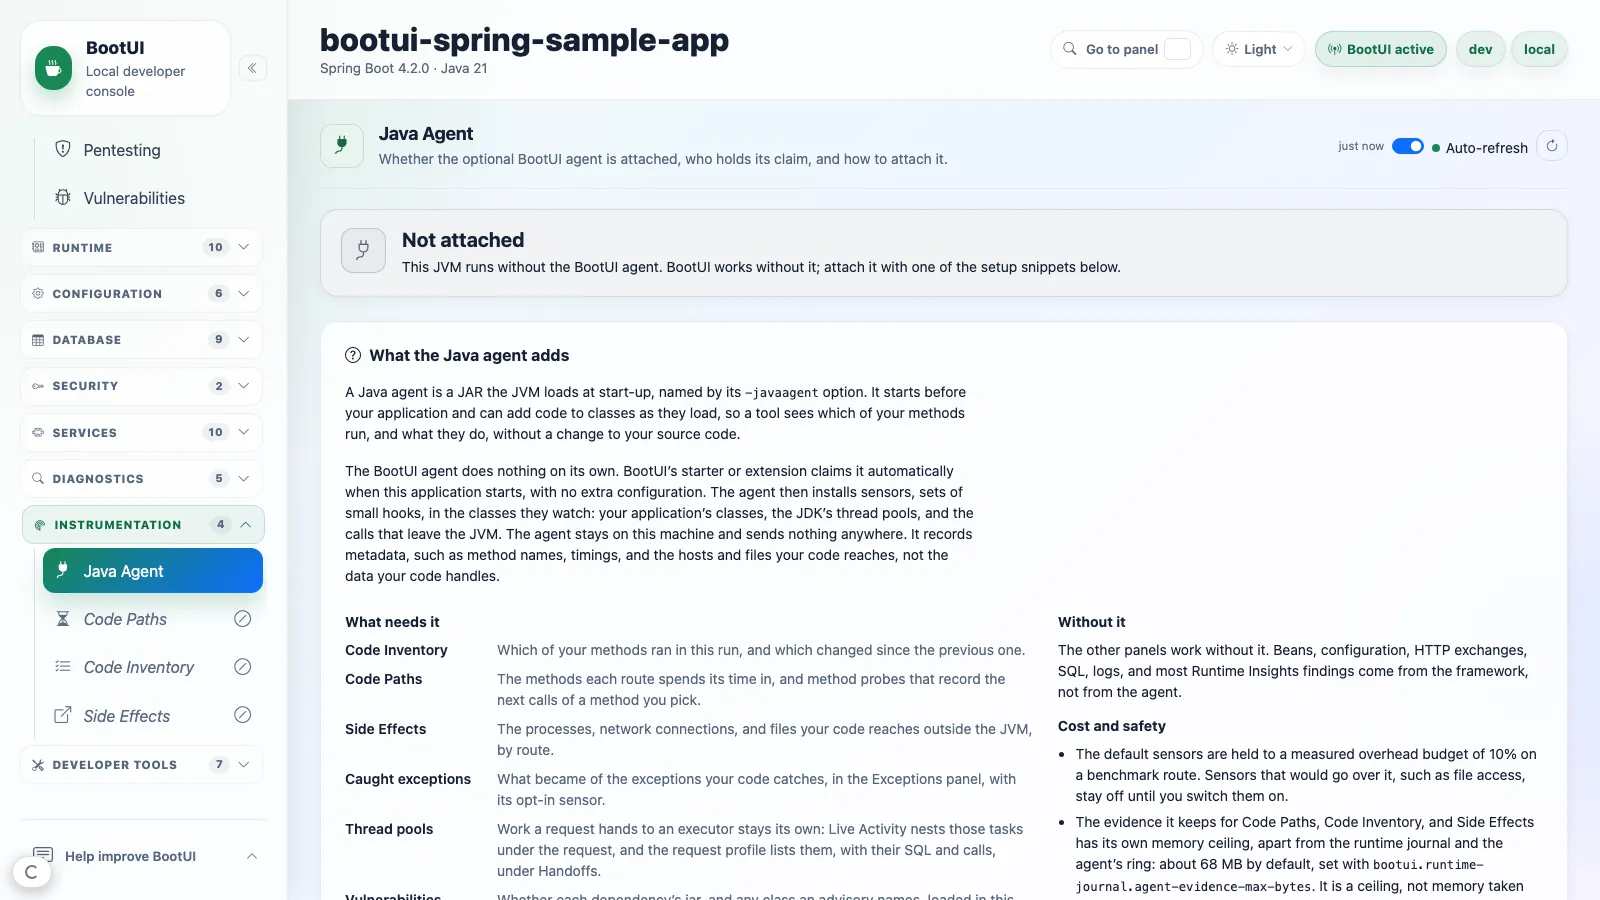 BootUI
Local developer
console
Pentesting
Vulnerabilities
RUNTIME 10
CONFIGURATION 6
DATABASE 9
SECURITY 2
SERVICES 10
DIAGNOSTICS 5
INSTRUMENTATION 4
Java Agent
Code Paths
Code Inventory
Side Effects
DEVELOPER TOOLS 7
Help improve BootUI
C
bootui-spring-sample-app
Spring Boot 4.2.0 · Java 21
Go to panel
Light
BootUI active
dev
local
Java Agent
Whether the optional BootUI agent is attached, who holds its claim, and how to attach it.
just now
Auto-refresh
Not attached
This JVM runs without the BootUI agent. BootUI works without it; attach it with one of the setup snippets below.
What the Java agent adds
A Java agent is a JAR the JVM loads at start-up, named by its -javaagent option. It starts before
your application and can add code to classes as they load, so a tool sees which of your methods
run, and what they do, without a change to your source code.
The BootUI agent does nothing on its own. BootUI's starter or extension claims it automatically
when this application starts, with no extra configuration. The agent then installs sensors, sets of
small hooks, in the classes they watch: your application's classes, the JDK's thread pools, and the
calls that leave the JVM. The agent stays on this machine and sends nothing anywhere. It records
metadata, such as method names, timings, and the hosts and files your code reaches, not the
data your code handles.
What needs it
Code Inventory
Which of your methods ran in this run, and which changed since the previous one.
Code Paths
The methods each route spends its time in, and method probes that record the
next calls of a method you pick.
Side Effects
The processes, network connections, and files your code reaches outside the JVM,
by route.
Caught exceptions
What became of the exceptions your code catches, in the Exceptions panel, with
its opt-in sensor.
Thread pools
Work a request hands to an executor stays its own: Live Activity nests those tasks
under the request, and the request profile lists them, with their SQL and calls,
under Handoffs.
Vulnerabilities
Whether each dependency's jar, and any class an advisory names, loaded in this
Without it
The other panels work without it. Beans, configuration, HTTP exchanges,
SQL, logs, and most Runtime Insights findings come from the framework,
not from the agent.
Cost and safety
The default sensors are held to a measured overhead budget of 10% on
a benchmark route. Sensors that would go over it, such as file access,
stay off until you switch them on.
The evidence it keeps for Code Paths, Code Inventory, and Side Effects
has its own memory ceiling, apart from the runtime journal and the
agent's ring: about 68 MB by default, set with bootui.runtime-
journal.agent-evidence-max-bytes. It is a ceiling, not memory taken